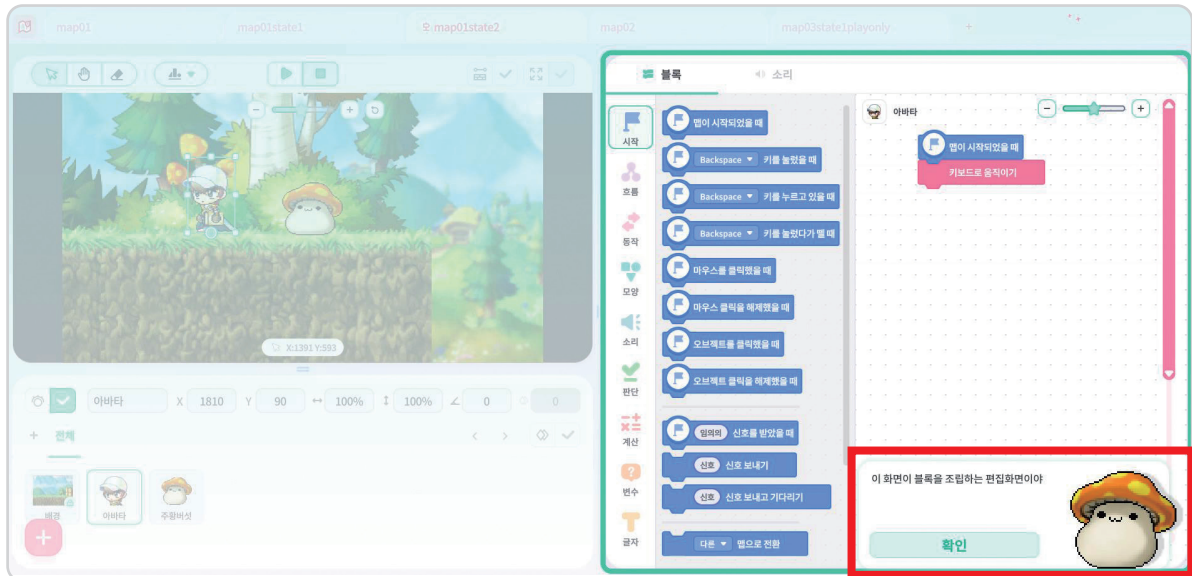 map01
map01state1
map01state2
map02
map03state1playonly
+
블록
소리
X:1391 Y:593
아바타
X 1810
Y 90
100%
100%
0
0
+ 전체
배경
아바타
주황버섯
시작
흐름
동작
모양
소리
판단
계산
변수
글자
맵이 시작되었을 때
Backspace 키를 눌렀을 때
Backspace 키를 누르고 있을 때
Backspace 키를 눌렀다가 뗄 때
마우스를 클릭했을 때
마우스 클릭을 해제했을 때
오브젝트를 클릭했을 때
오브젝트 클릭을 해제했을 때
임의의 신호를 받았을 때
신호 신호 보내기
신호 신호 보내고 기다리기
다른 맵으로 전환
아바타
맵이 시작되었을 때
키보드로 움직이기
이 화면이 블록을 조립하는 편집화면이야
확인